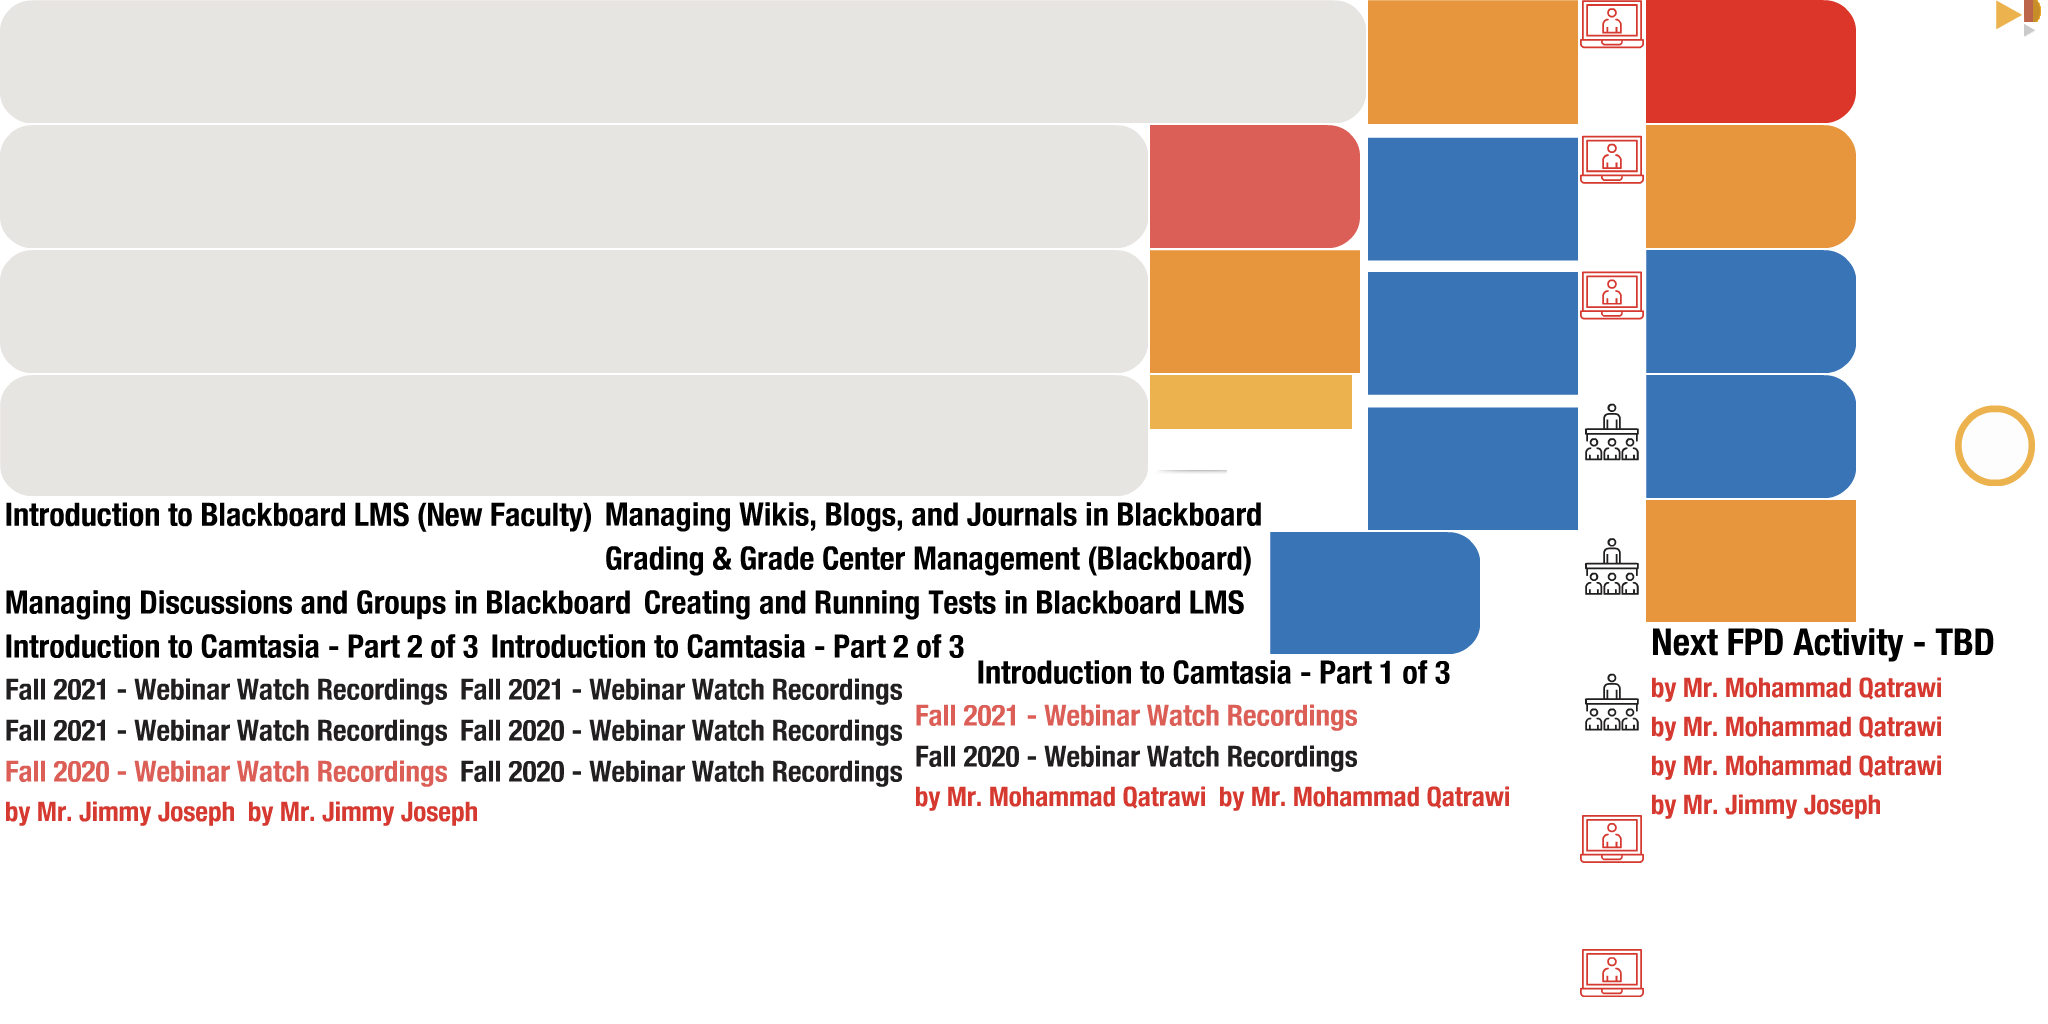 Introduction to Blackboard LMS (New Faculty)
Managing Wikis, Blogs, and Journals in Blackboard
Grading & Grade Center Management (Blackboard)
Managing Discussions and Groups in Blackboard
Creating and Running Tests in Blackboard LMS
Introduction to Camtasia - Part 2 of 3
Introduction to Camtasia - Part 2 of 3
Introduction to Camtasia - Part 1 of 3
Next FPD Activity - TBD
Fall 2021 - Webinar Watch Recordings
Fall 2021 - Webinar Watch Recordings
Fall 2021 - Webinar Watch Recordings
Fall 2021 - Webinar Watch Recordings
Fall 2020 - Webinar Watch Recordings
Fall 2020 - Webinar Watch Recordings
Fall 2020 - Webinar Watch Recordings
Fall 2020 - Webinar Watch Recordings
by Mr. Jimmy Joseph
by Mr. Jimmy Joseph
by Mr. Mohammad Qatrawi
by Mr. Mohammad Qatrawi
by Mr. Mohammad Qatrawi
by Mr. Mohammad Qatrawi
by Mr. Mohammad Qatrawi
by Mr. Jimmy Joseph